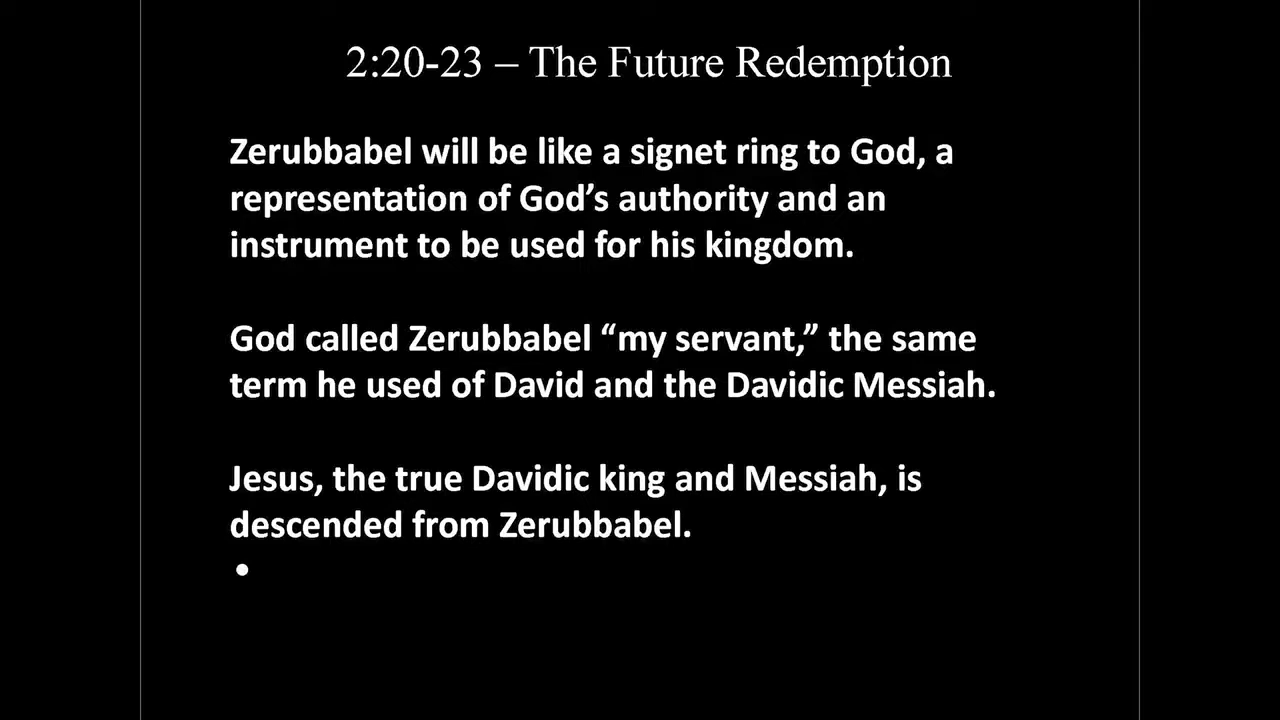 2:20-23 – The Future Redemption
Zerubbabel will be like a signet ring to God, a
representation of God’s authority and an
instrument to be used for his kingdom.
God called Zerubbabel “my servant,” the same
term he used of David and the Davidic Messiah.
Jesus, the true Davidic king and Messiah, is
descended from Zerubbabel.
•